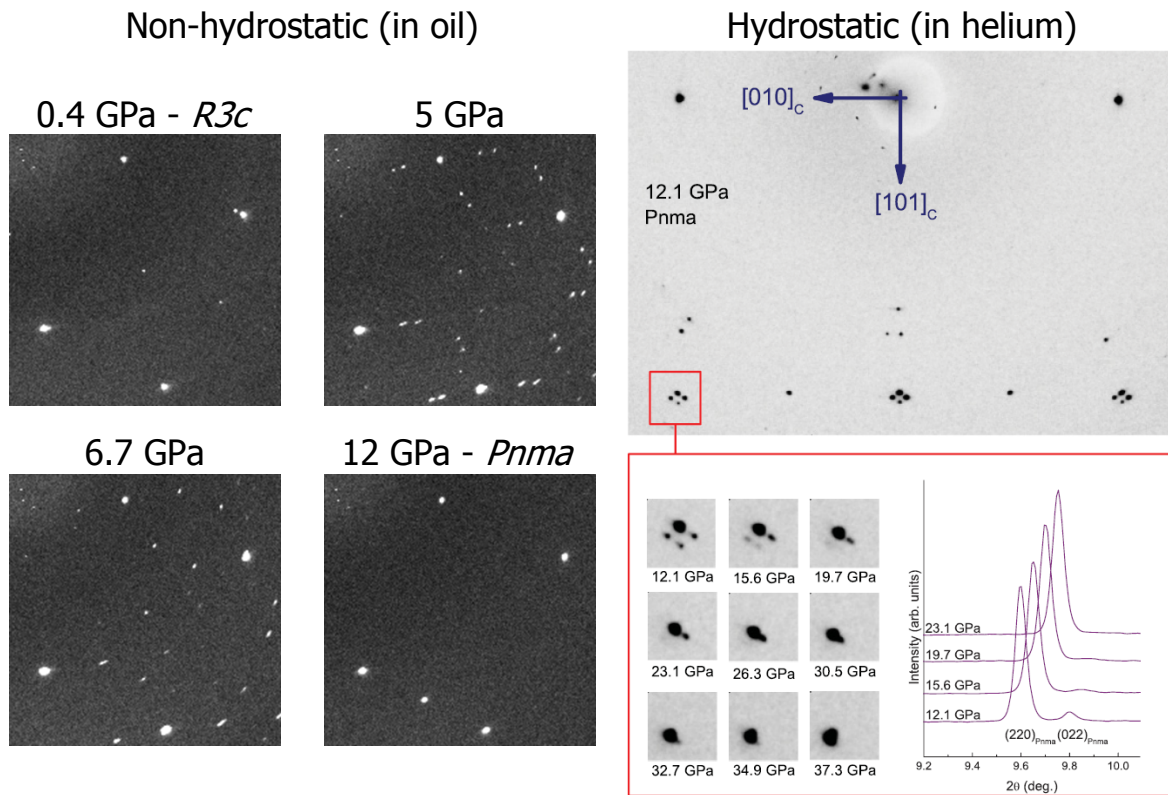 Non-hydrostatic (in oil)
Hydrostatic (in helium)
0.4 GPa - R3c
5 GPa
6.7 GPa
12 GPa - Pnma
[010]C
[101]C
12.1 GPa
Pnma
12.1 GPa
15.6 GPa
19.7 GPa
23.1 GPa
26.3 GPa
30.5 GPa
32.7 GPa
34.9 GPa
37.3 GPa
Intensity (arb. units)
23.1 GPa
19.7 GPa
15.6 GPa
12.1 GPa
(220)Pnma (022)Pnma
9.2 9.4 9.6 9.8 10.0
2θ (deg.)